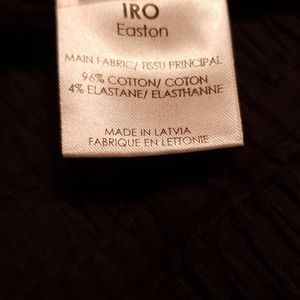 IRO
Easton
MAIN FABRIC/ TISSU PRINCIPAL
96% COTTON/ COTON
4% ELASTANE/ ELASTHANNE
MADE IN LATVIA
FABRIQUE EN LETTONIE